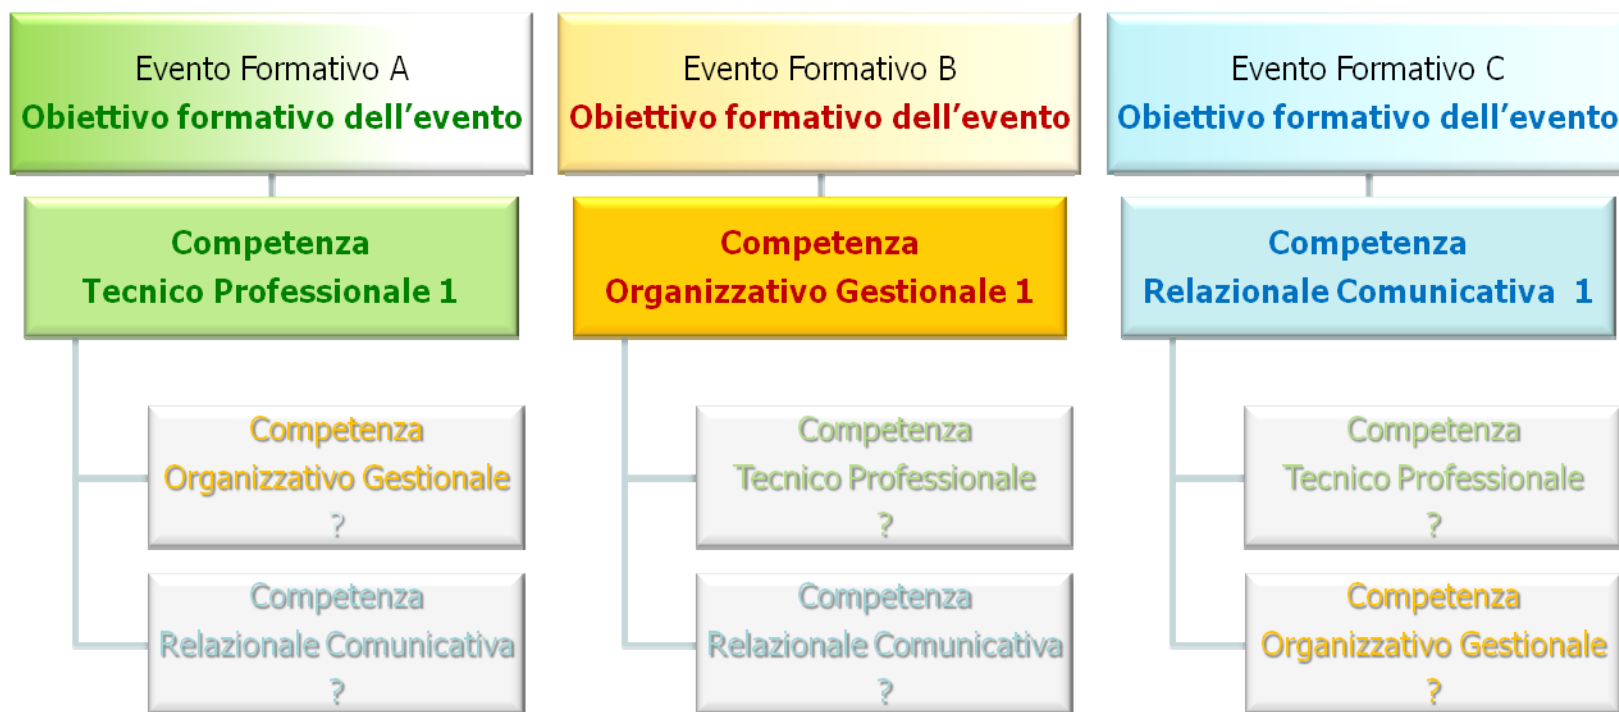 Evento Formativo A
Obiettivo formativo dell’evento
Competenza
Tecnico Professionale 1
Competenza
Organizzativo Gestionale
?
Competenza
Relazionale Comunicativa
?
Evento Formativo B
Obiettivo formativo dell’evento
Competenza
Organizzativo Gestionale 1
Competenza
Tecnico Professionale
?
Competenza
Relazionale Comunicativa
?
Evento Formativo C
Obiettivo formativo dell’evento
Competenza
Relazionale Comunicativa 1
Competenza
Tecnico Professionale
?
Competenza
Organizzativo Gestionale
?